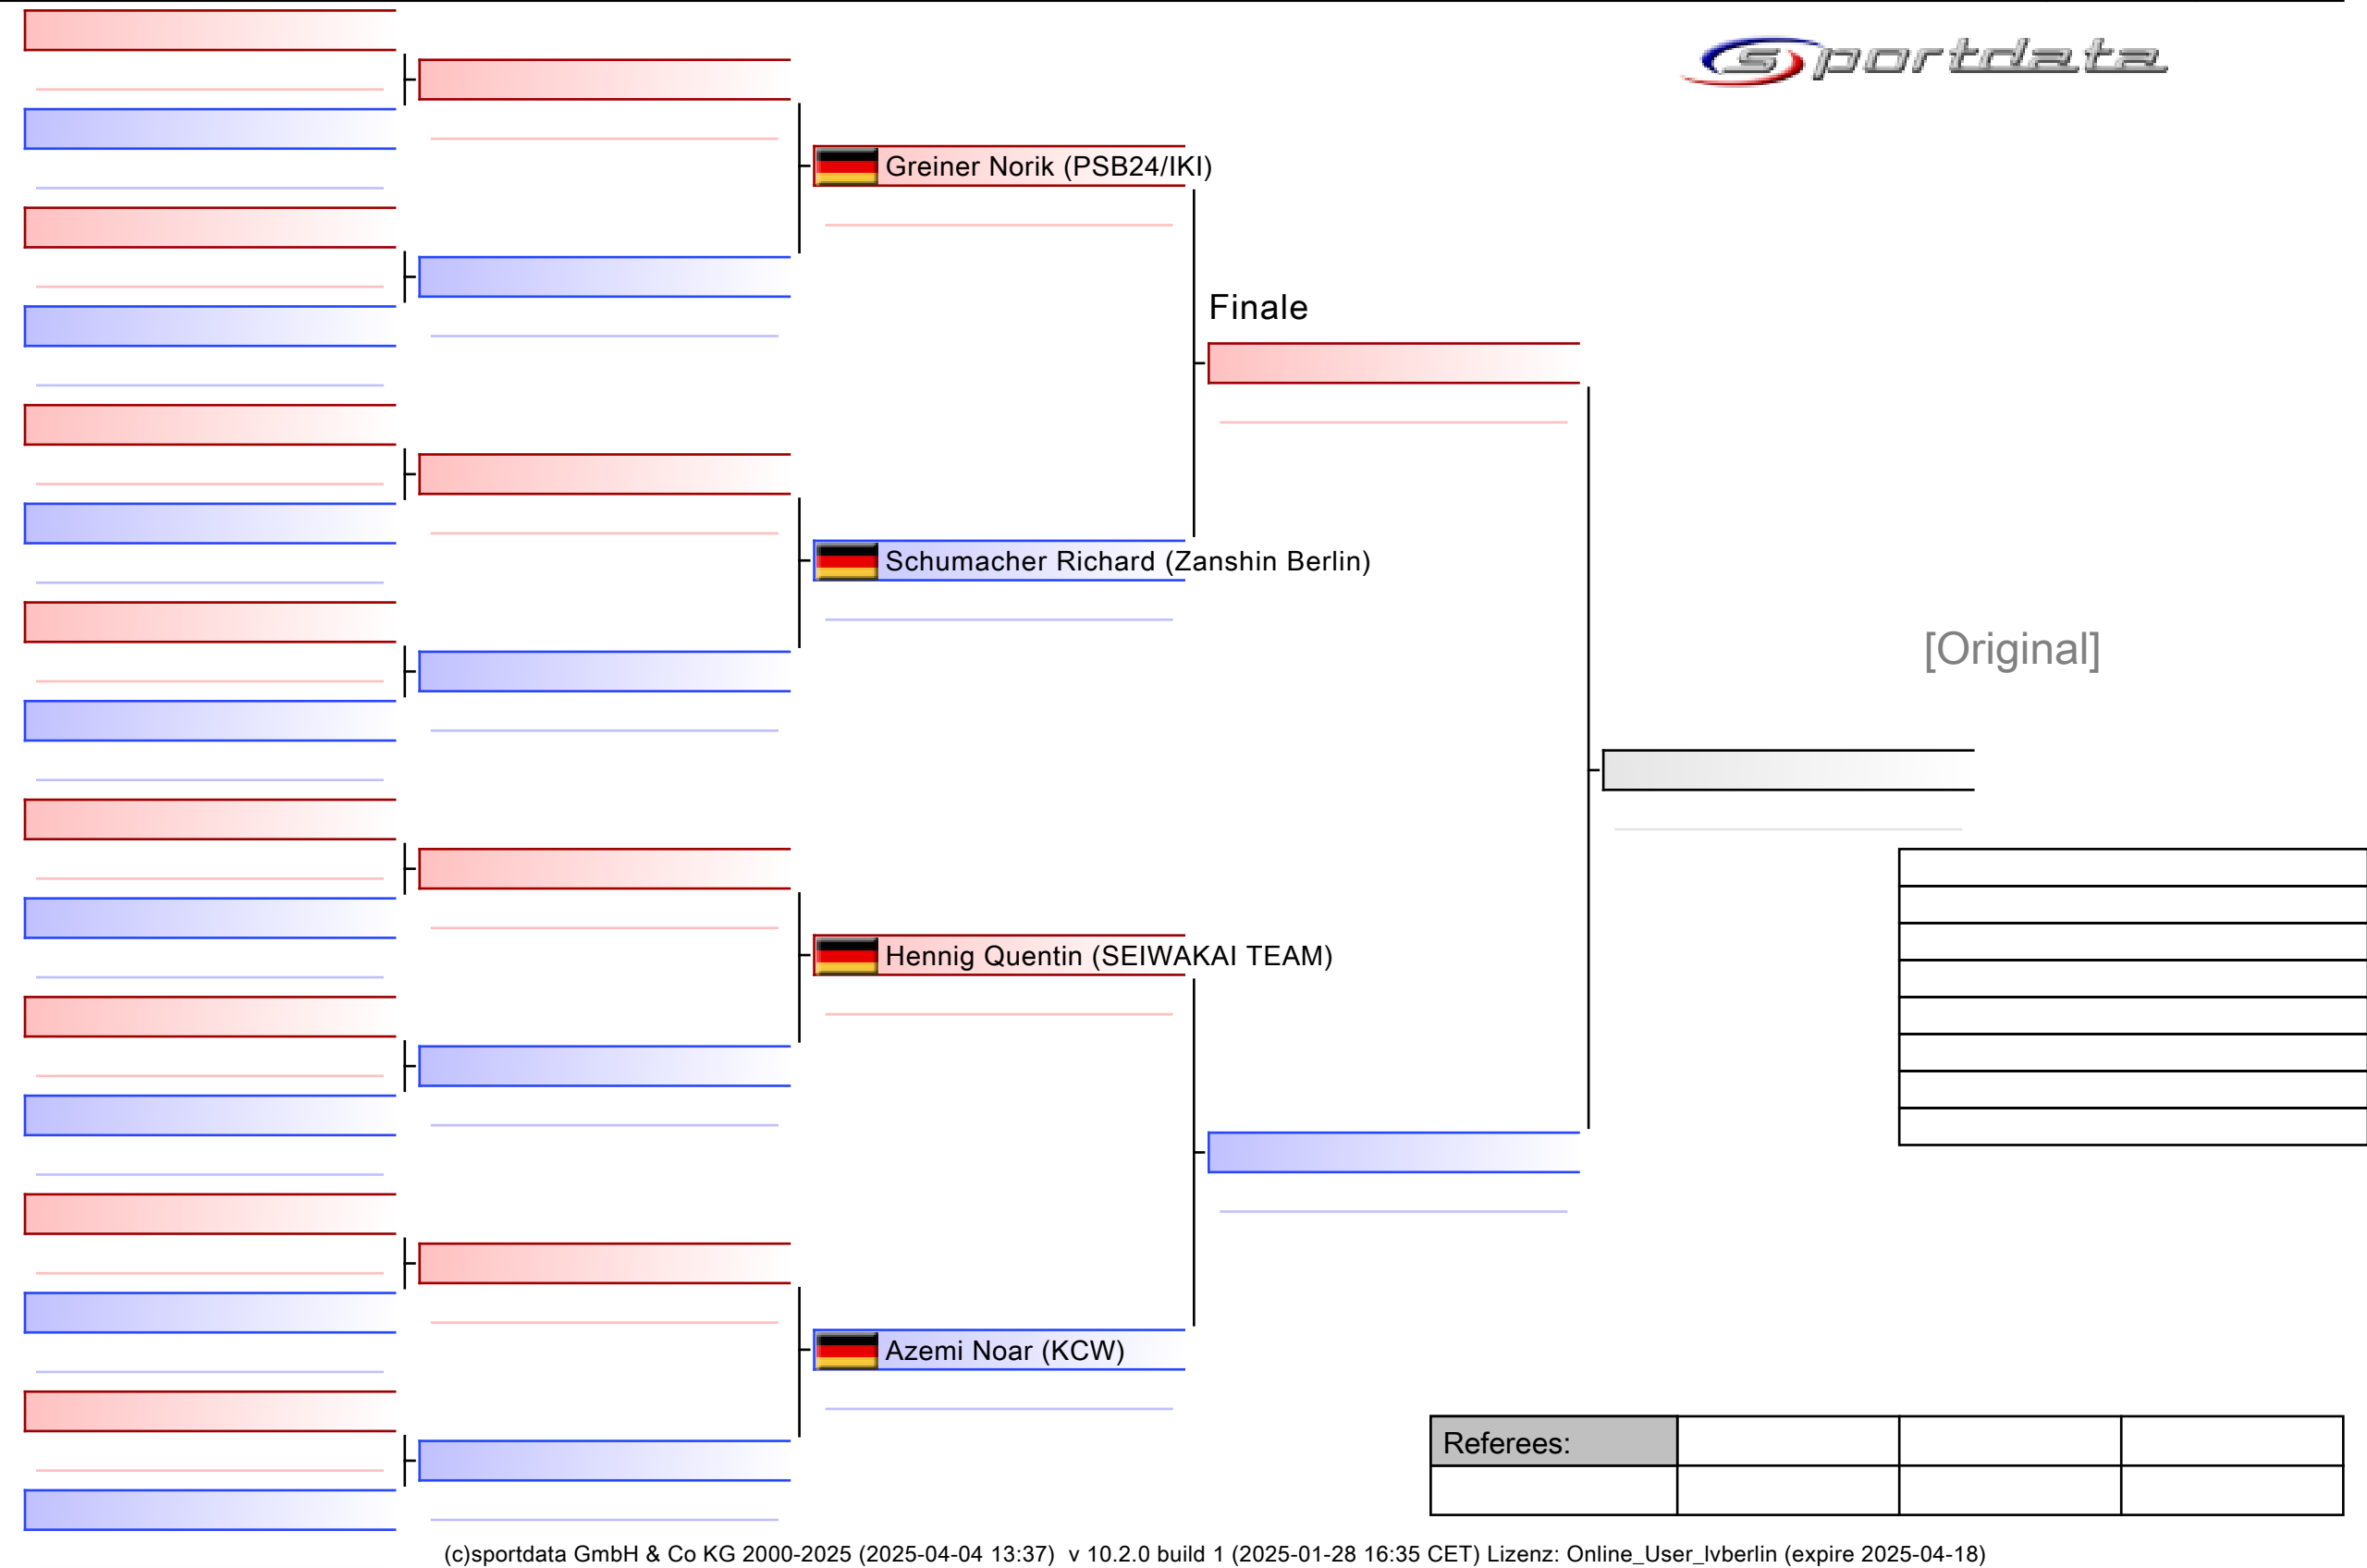 sportdata
Greiner Norik (PSB24/IKI)
Finale
Schumacher Richard (Zanshin Berlin)
[Original]
Hennig Quentin (SEIWAKAI TEAM)
Azemi Noar (KCW)
Referees:
(c)sportdata GmbH & Co KG 2000-2025 (2025-04-04 13:37) v 10.2.0 build 1 (2025-01-28 16:35 CET) Lizenz: Online_User_lvberlin (expire 2025-04-18)